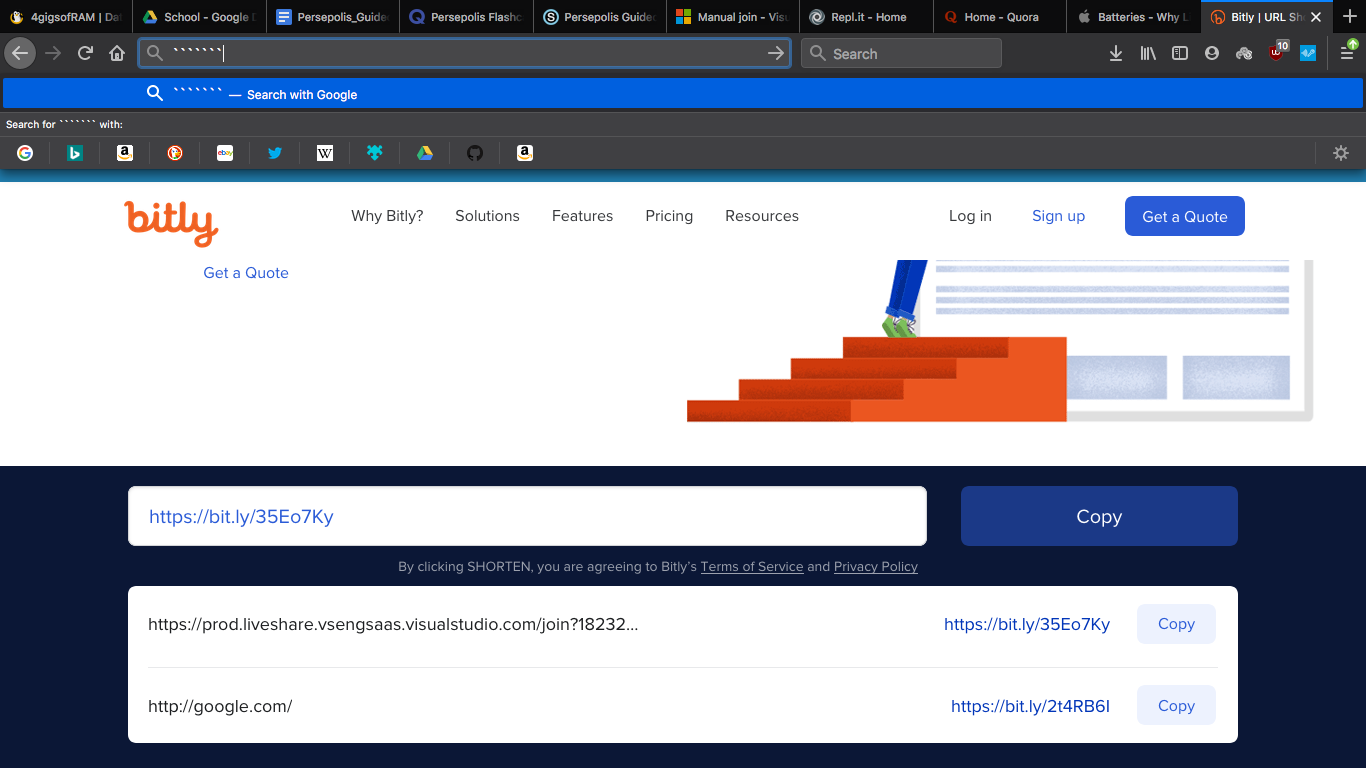 4gigsofRAM | Da
School - Google D
Persepolis_Guide
Persepolis Flashc
Persepolis Guide
Manual join - Visu
Repl.it - Home
Home - Quora
Batteries - Why L
Bitly | URL Sho
```````
Search
10
``````` — Search with Google
Search for ``````` with:
ebay
W
bitly
Why Bitly?
Solutions
Features
Pricing
Resources
Log in
Sign up
Get a Quote
Get a Quote
https://bit.ly/35Eo7Ky
Copy
By clicking SHORTEN, you are agreeing to Bitly’s Terms of Service and Privacy Policy
https://prod.liveshare.vsengsaas.visualstudio.com/join?18232...
https://bit.ly/35Eo7Ky
Copy
http://google.com/
https://bit.ly/2t4RB6I
Copy